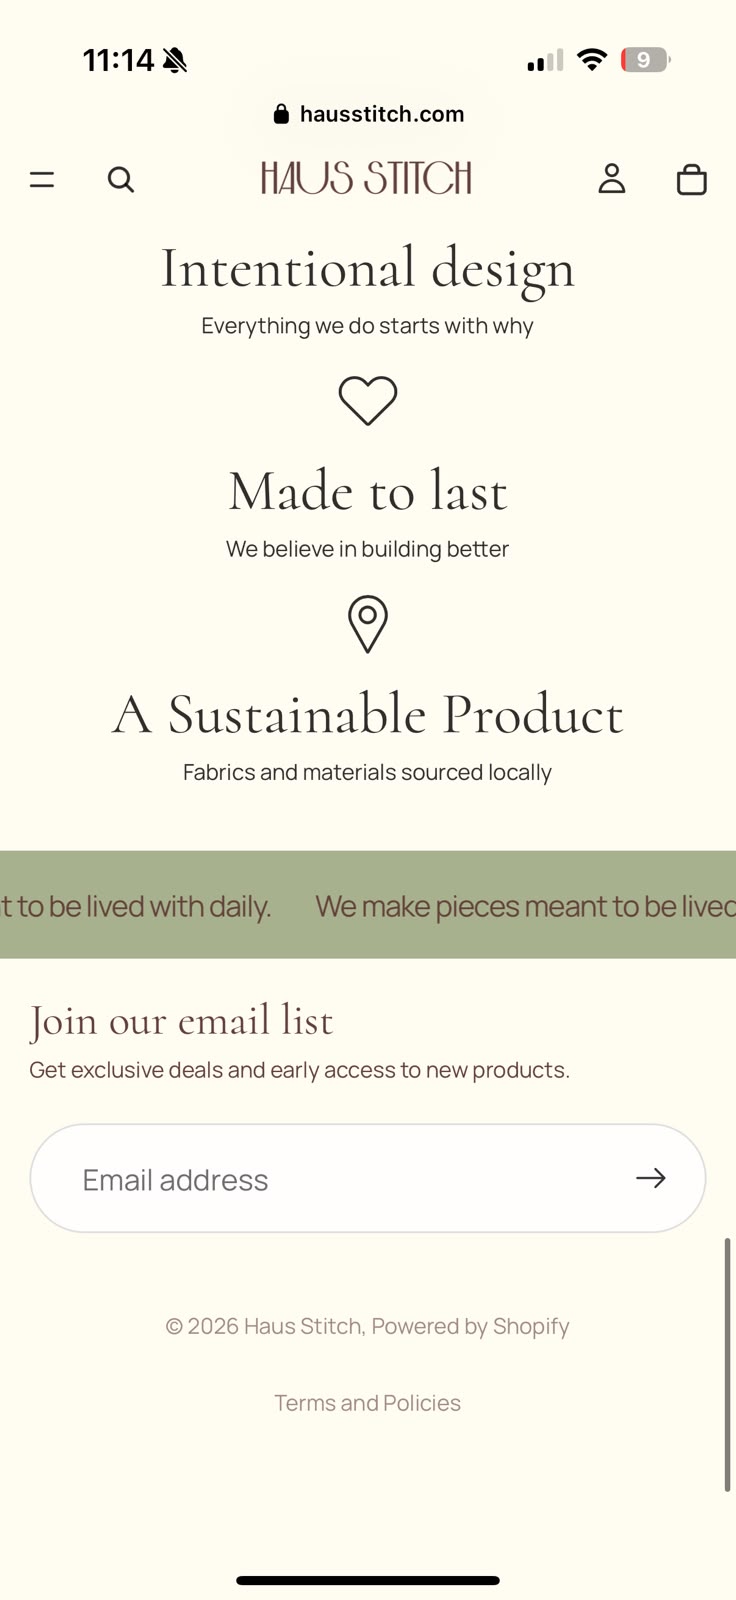 11:14
9
hausstitch.com
HAUS STITCH
Intentional design
Everything we do starts with why
Made to last
We believe in building better
A Sustainable Product
Fabrics and materials sourced locally
t to be lived with daily. We make pieces meant to be lived
Join our email list
Get exclusive deals and early access to new products.
Email address
© 2026 Haus Stitch, Powered by Shopify
Terms and Policies